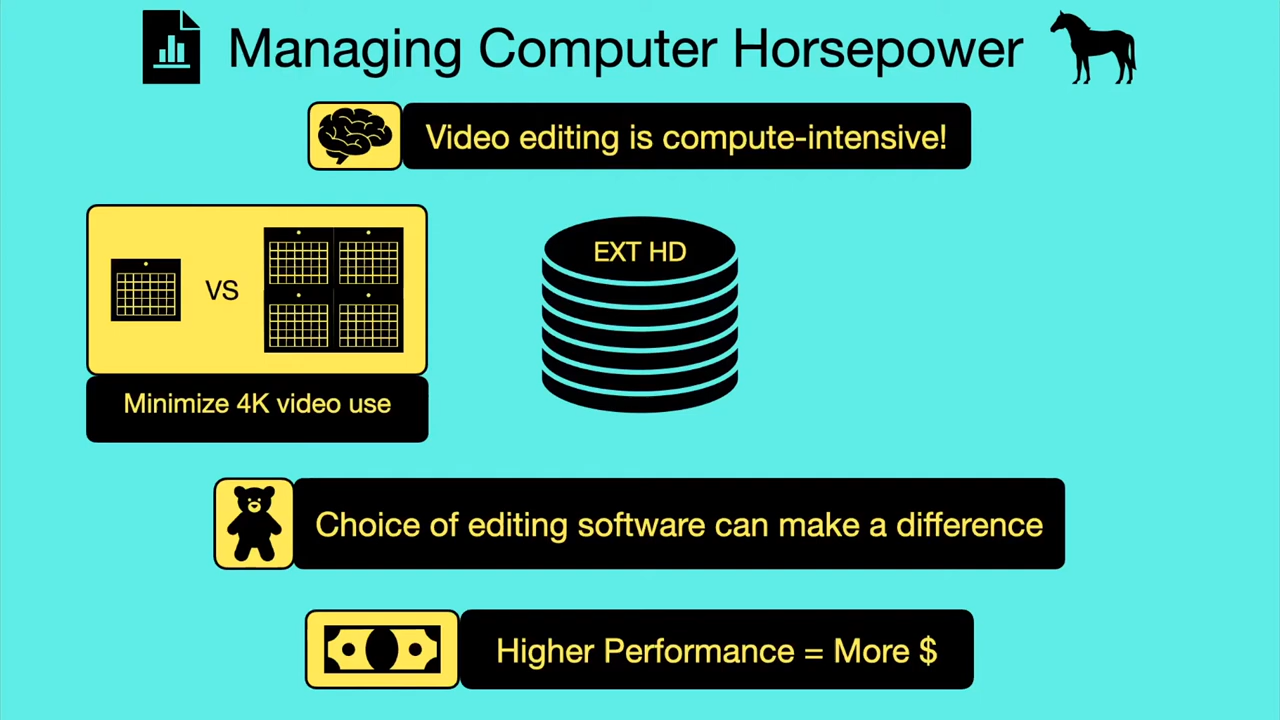 Managing Computer Horsepower
Video editing is compute-intensive!
VS
EXT HD
Minimize 4K video use
Choice of editing software can make a difference
Higher Performance = More $